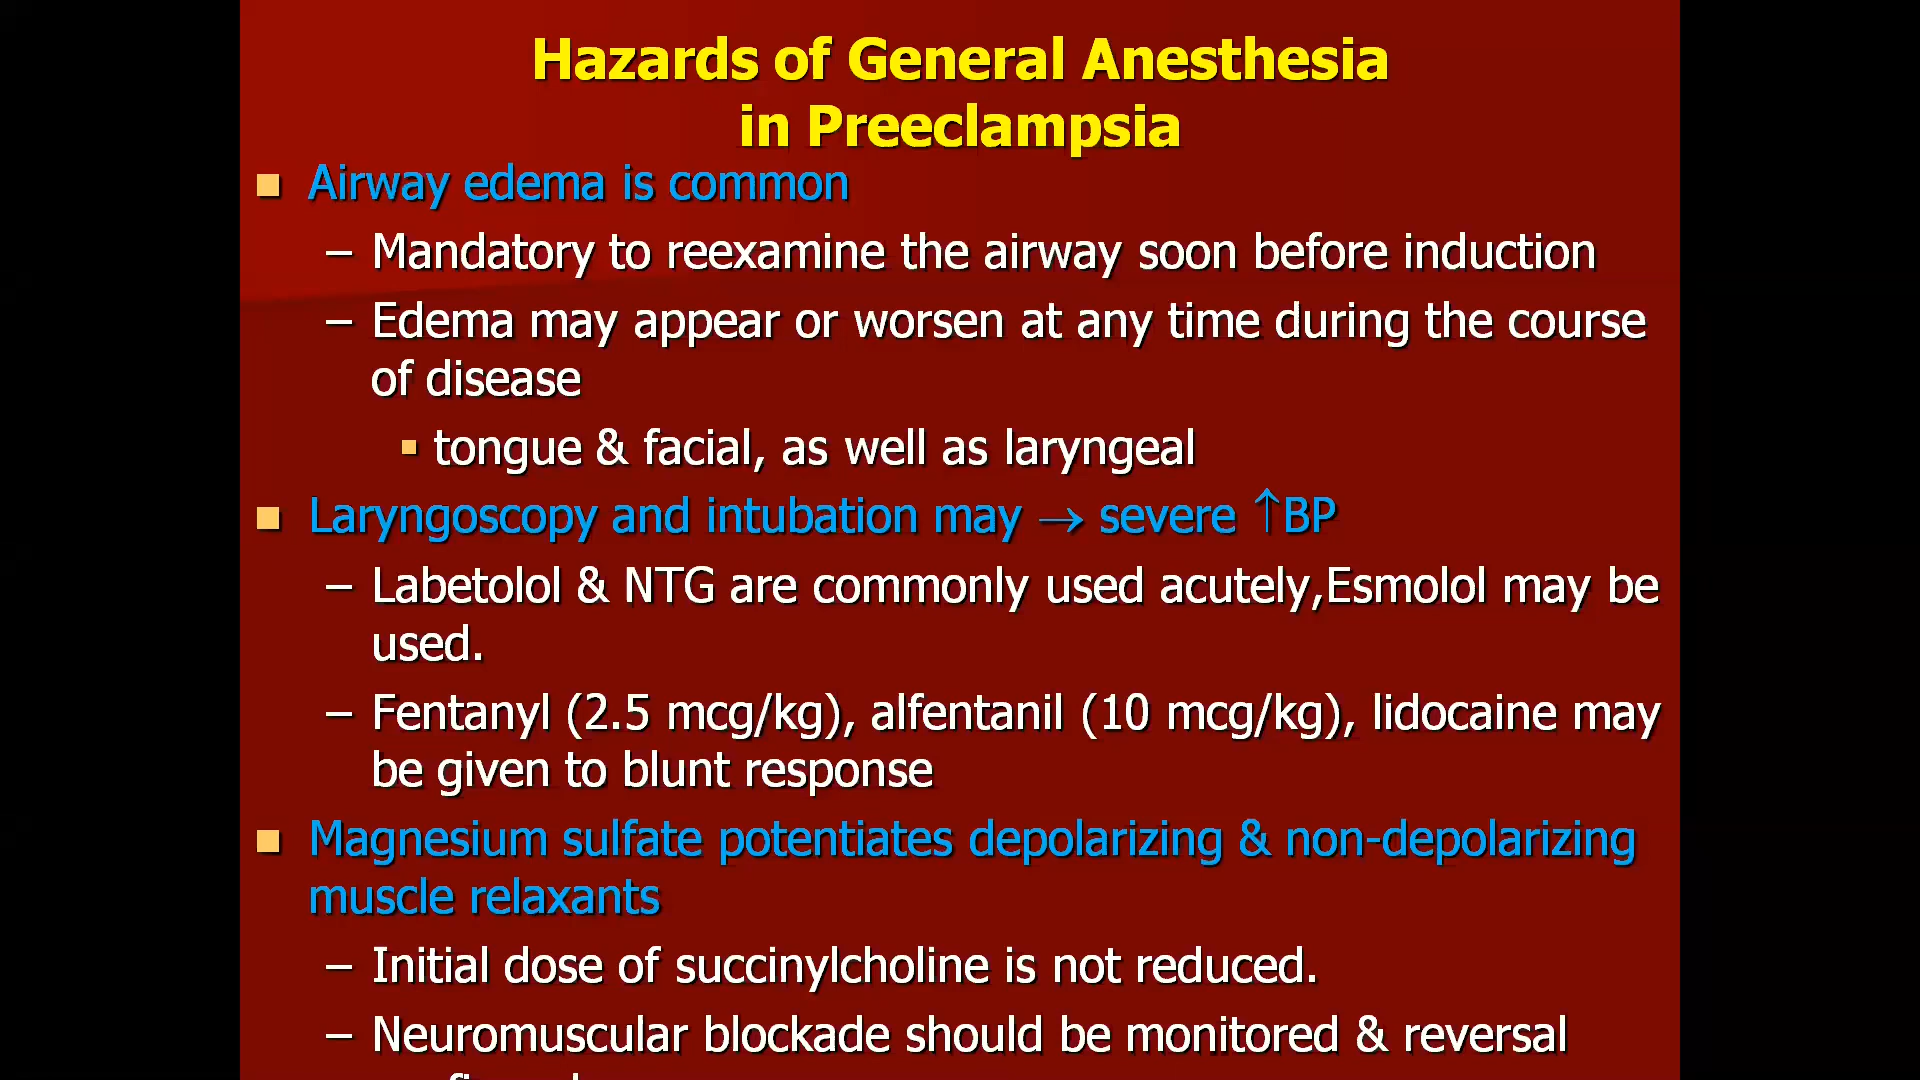 Hazards of General Anesthesia
in Preeclampsia
■ Airway edema is common
– Mandatory to reexamine the airway soon before induction
– Edema may appear or worsen at any time during the course
of disease
▪ tongue & facial, as well as laryngeal
■ Laryngoscopy and intubation may → severe ↑BP
– Labetolol & NTG are commonly used acutely,Esmolol may be
used.
– Fentanyl (2.5 mcg/kg), alfentanil (10 mcg/kg), lidocaine may
be given to blunt response
■ Magnesium sulfate potentiates depolarizing & non-depolarizing
muscle relaxants
– Initial dose of succinylcholine is not reduced.
– Neuromuscular blockade should be monitored & reversal